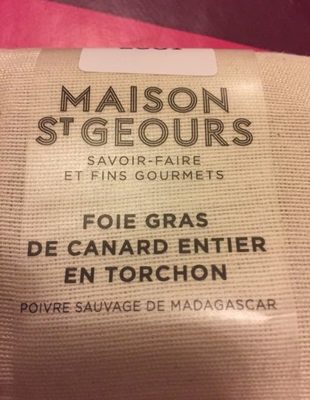 MAISON
ST GEOURS
SAVOIR-FAIRE
ET FINS GOURMETS
FOIE GRAS
DE CANARD ENTIER
EN TORCHON
POIVRE SAUVAGE DE MADAGASCAR